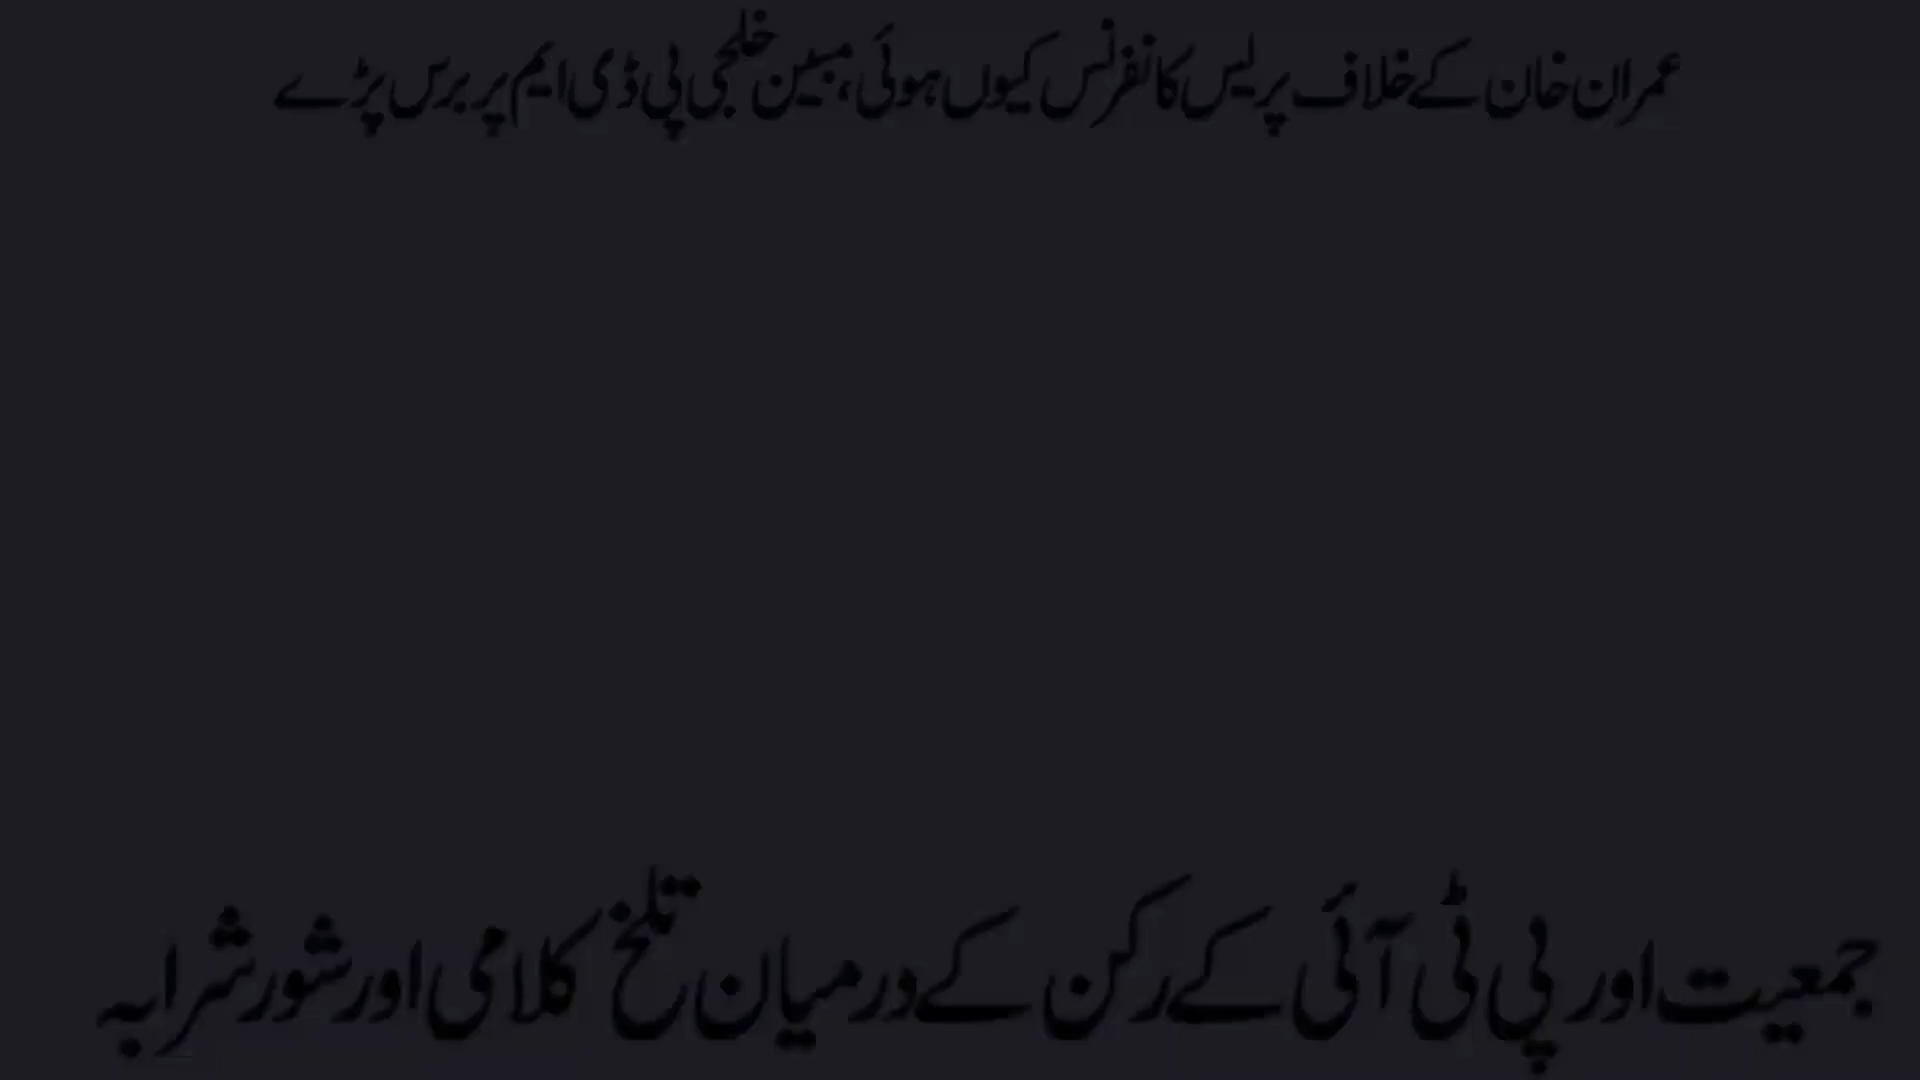 عمران خان کے خلاف پریس کانفرنس کیوں ہوئی، مبین خلجی پی ڈی ایم پر برس پڑے
جمعیت اور پی ٹی آئی کے رکن کے درمیان تلخ کلامی اور شور شرابہ